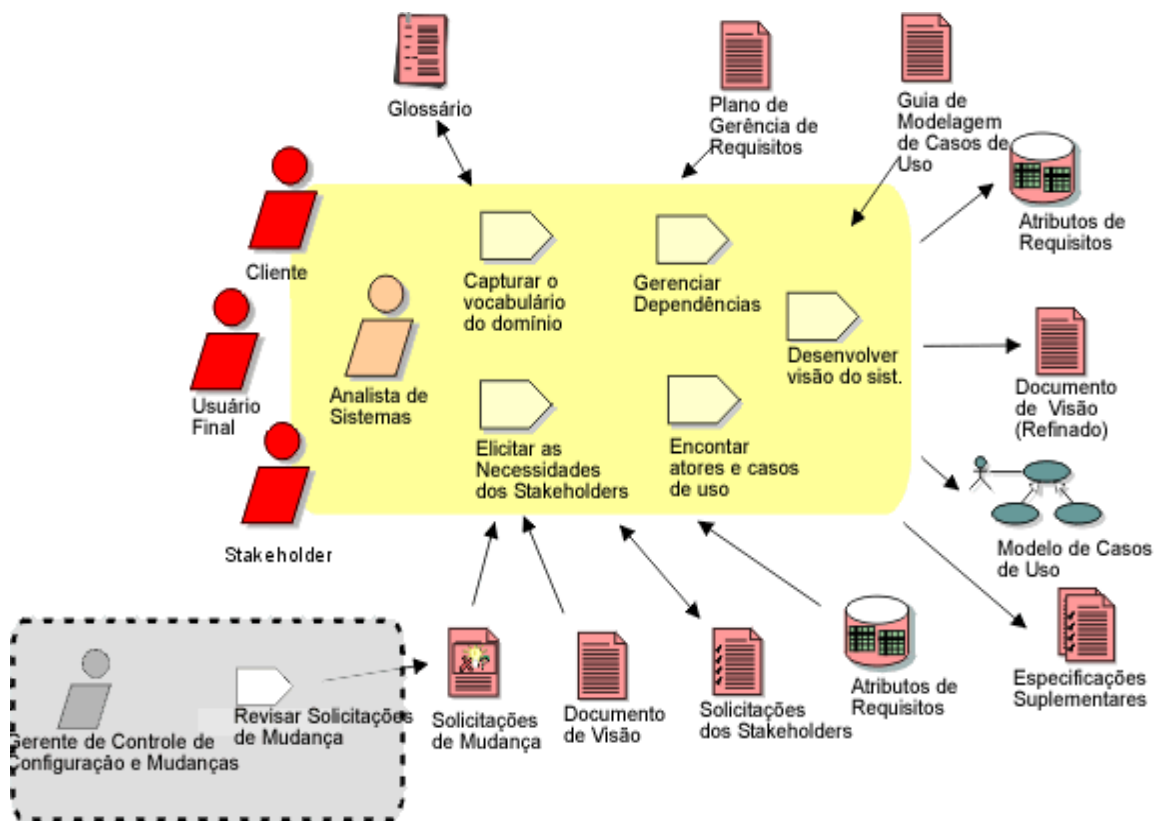 Glossário
Plano de
Gerência de
Requisitos
Guia de
Modelagem
de Casos de
Uso
Atributos de
Requisitos
Cliente
Capturar o
vocabulário
do domínio
Gerenciar
Dependências
Desenvolver
visão do sist.
Usuário
Final
Analista de
Sistemas
Documento
de Visão
(Refinado)
Elicitar as
Necessidades
dos Stakeholders
Encontar
atores e casos
de uso
Stakeholder
Modelo de Casos
de Uso
Gerente de Controle de
Configuração e Mudanças
Revisar Solicitações
de Mudança
Solicitações
de Mudança
Documento
de Visão
Solicitações
dos Stakeholders
Atributos de
Requisitos
Especificações
Suplementares